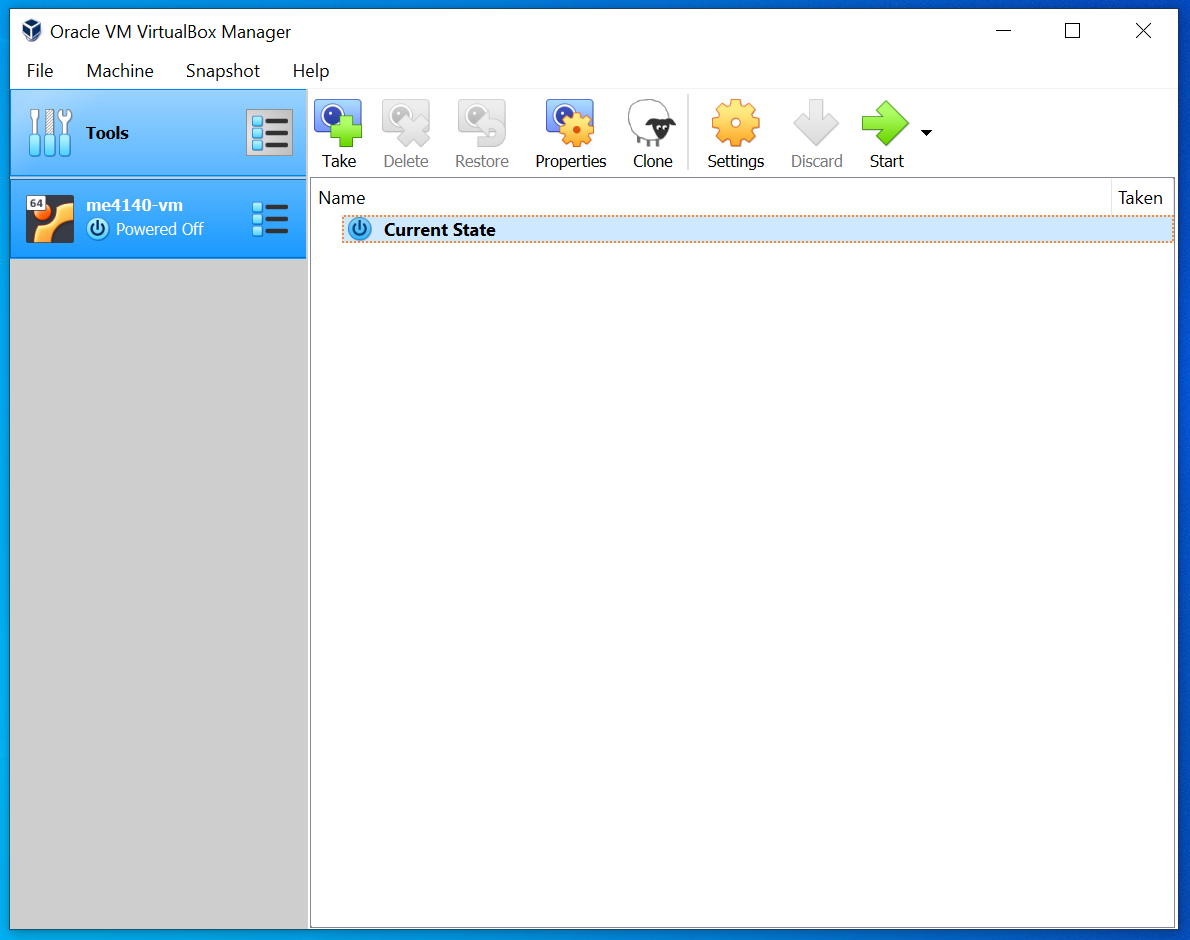 Oracle VM VirtualBox Manager
File Machine Snapshot Help
Tools
Take Delete Restore Properties Clone Settings Discard Start
64
me4140-vm
Powered Off
Name Taken
Current State